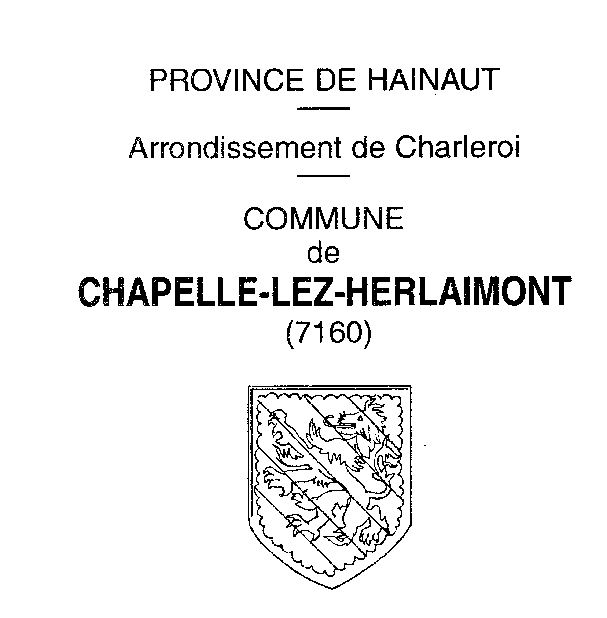 PROVINCE DE HAINAUT
Arrondissement de Charleroi
COMMUNE
de
CHAPELLE-LEZ-HERLAIMONT
(7160)